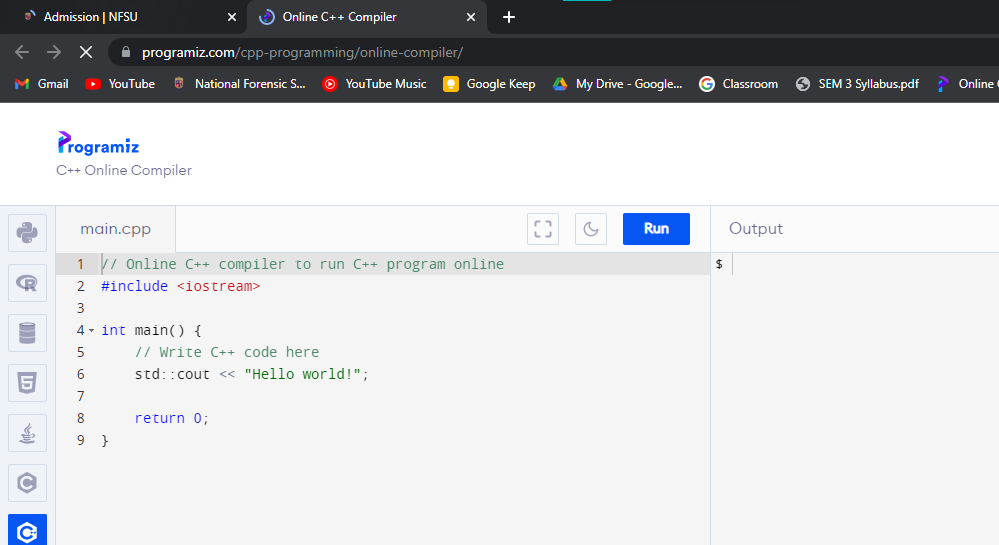 Admission | NFSU
Online C++ Compiler
programiz.com/cpp-programming/online-compiler/
Gmail YouTube National Forensic S... YouTube Music Google Keep My Drive - Google... Classroom SEM 3 Syllabus.pdf Online
Programiz
C++ Online Compiler
main.cpp Run Output
1 // Online C++ compiler to run C++ program online
2 #include <iostream>
3
4 int main() {
5     // Write C++ code here
6     std::cout << "Hello world!";
7
8     return 0;
9 }
$